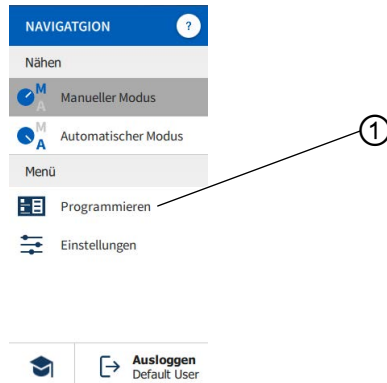 NAVIGATGION ?
Nähen
M
A Manueller Modus
M
A Automatischer Modus
Menü
Programmieren
Einstellungen
Ausloggen
Default User
①